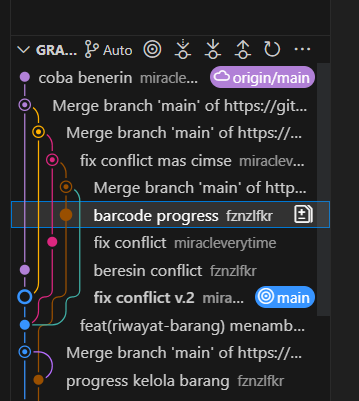 GRA... Auto
coba benerin miracle... origin/main
Merge branch 'main' of https://git...
Merge branch 'main' of https://...
fix conflict mas cimse miraclev...
Merge branch 'main' of http...
barcode progress fznzlfkr
fix conflict miracleverytime
beresin conflict fznzlfkr
fix conflict v.2 mira... main
feat(riwayat-barang) menamb...
Merge branch 'main' of https://...
progress kelola barang fznzlfkr